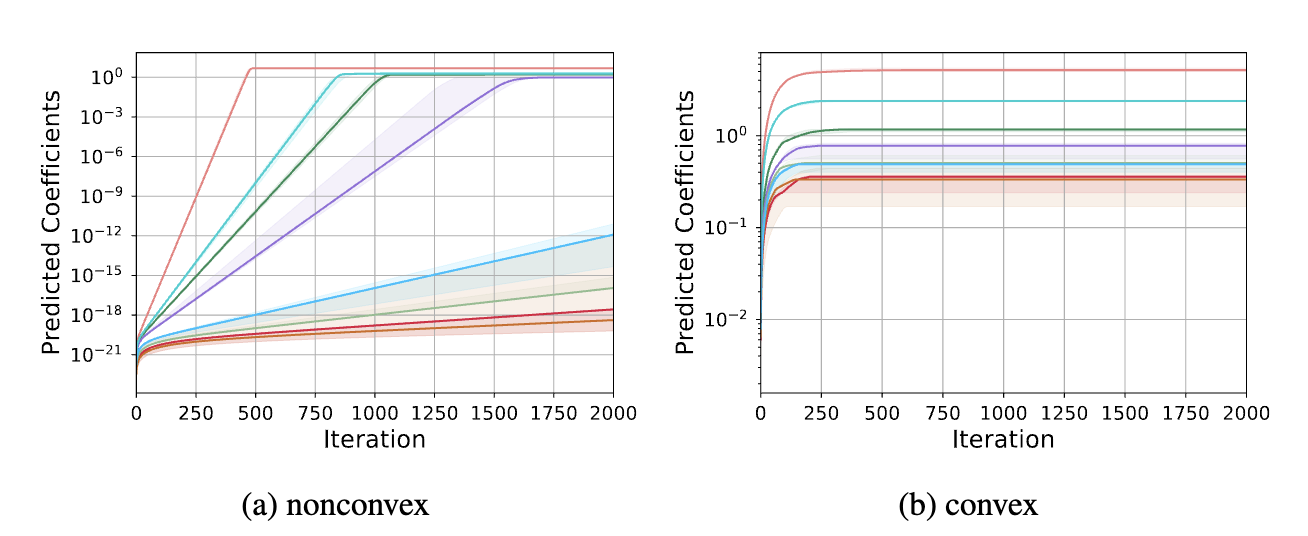 Predicted Coefficients
10^0
10^-3
10^-6
10^-9
10^-12
10^-15
10^-18
10^-21
0 250 500 750 1000 1250 1500 1750 2000
Iteration
(a) nonconvex
Predicted Coefficients
10^0
10^-1
10^-2
0 250 500 750 1000 1250 1500 1750 2000
Iteration
(b) convex